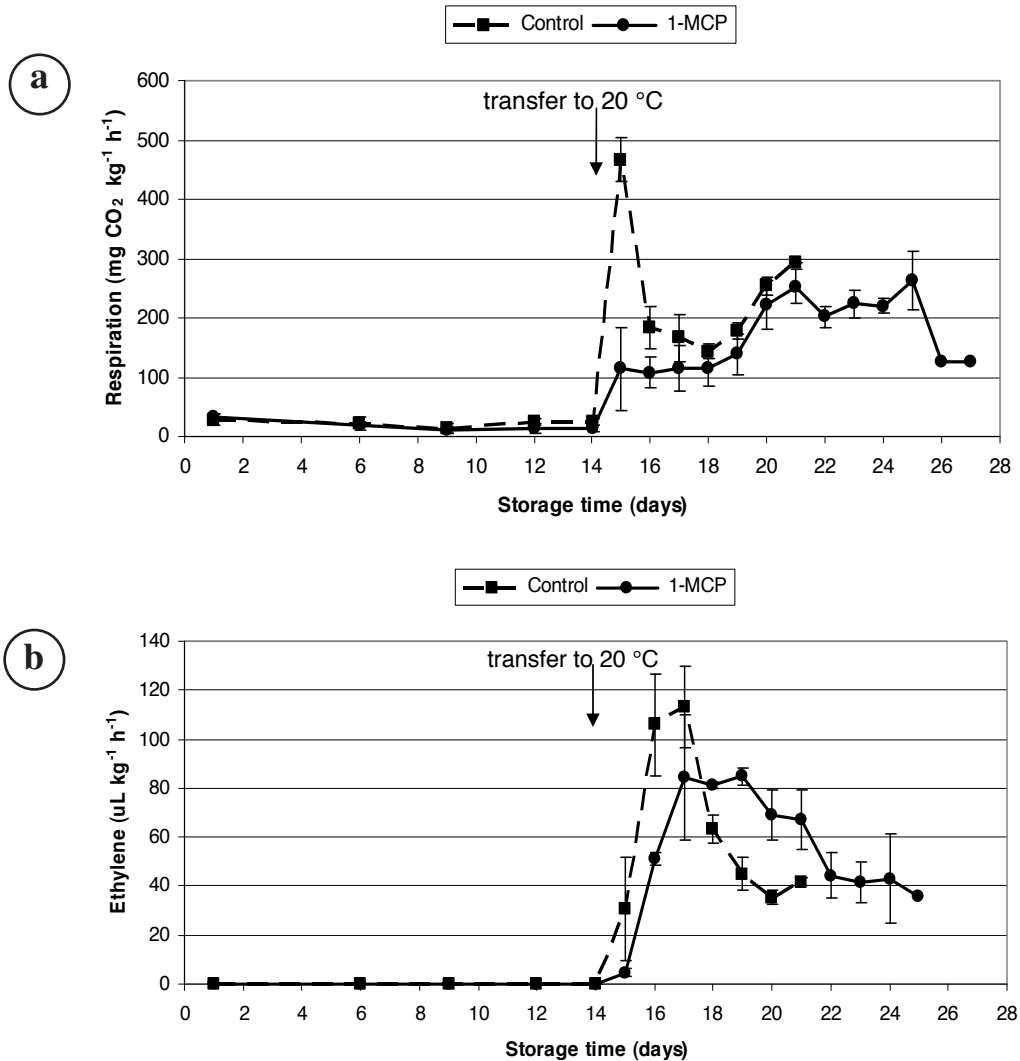 Control 1-MCP
a
transfer to 20 °C
Respiration (mg CO₂ kg⁻¹ h⁻¹)
600
500
400
300
200
100
0
0 2 4 6 8 10 12 14 16 18 20 22 24 26 28
Storage time (days)
Control 1-MCP
b
transfer to 20 °C
Ethylene (uL kg⁻¹ h⁻¹)
140
120
100
80
60
40
20
0
0 2 4 6 8 10 12 14 16 18 20 22 24 26 28
Storage time (days)